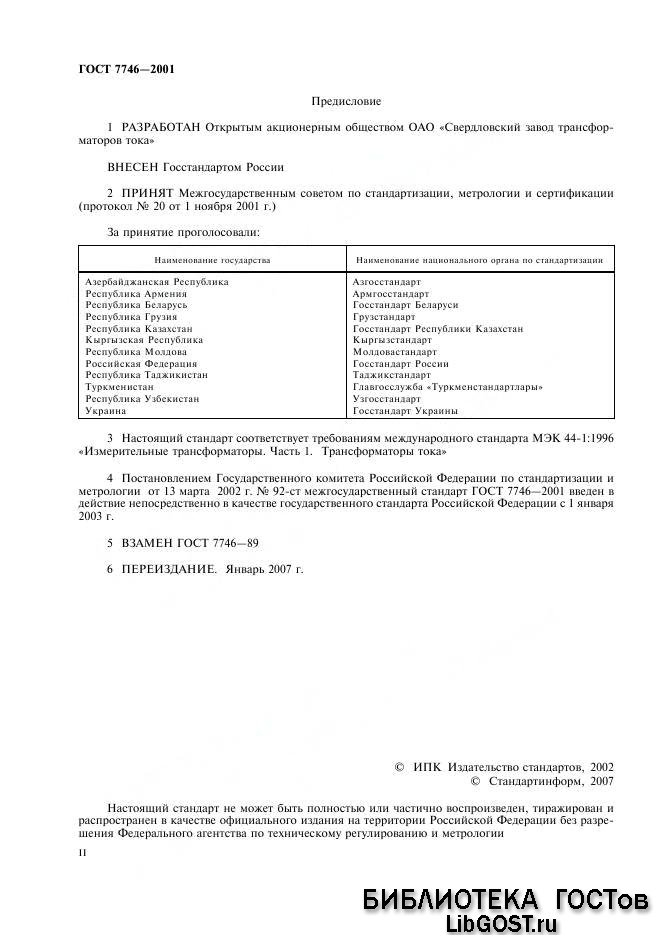 ГОСТ 7746—2001
Предисловие
1 РАЗРАБОТАН Открытым акционерным обществом ОАО «Свердловский завод трансфор-
маторов тока»
ВНЕСЕН Госстандартом России
2 ПРИНЯТ Межгосударственным советом по стандартизации, метрологии и сертификации
(протокол № 20 от 1 ноября 2001 г.)
За принятие проголосовали:
Наименование государства Наименование национального органа по стандартизации
Азербайджанская Республика Азгосстандарт
Республика Армения Армгосстандарт
Республика Беларусь Госстандарт Беларуси
Республика Грузия Грузстандарт
Республика Казахстан Госстандарт Республики Казахстан
Кыргызская Республика Кыргызстандарт
Республика Молдова Молдовастандарт
Российская Федерация Госстандарт России
Республика Таджикистан Таджикстандарт
Туркменистан Главгосслужба «Туркменстандартлары»
Республика Узбекистан Узгосстандарт
Украина Госстандарт Украины
3 Настоящий стандарт соответствует требованиям международного стандарта МЭК 44-1:1996
«Измерительные трансформаторы. Часть 1. Трансформаторы тока»
4 Постановлением Государственного комитета Российской Федерации по стандартизации и
метрологии от 13 марта 2002 г. № 92-ст межгосударственный стандарт ГОСТ 7746—2001 введен в
действие непосредственно в качестве государственного стандарта Российской Федерации с 1 января
2003 г.
5 ВЗАМЕН ГОСТ 7746—89
6 ПЕРЕИЗДАНИЕ. Январь 2007 г.
© ИПК Издательство стандартов, 2002
© Стандартинформ, 2007
Настоящий стандарт не может быть полностью или частично воспроизведен, тиражирован и
распространен в качестве официального издания на территории Российской Федерации без разре-
шения Федерального агентства по техническому регулированию и метрологии
II
БИБЛИОТЕКА ГОСТов
LibGOST.ru